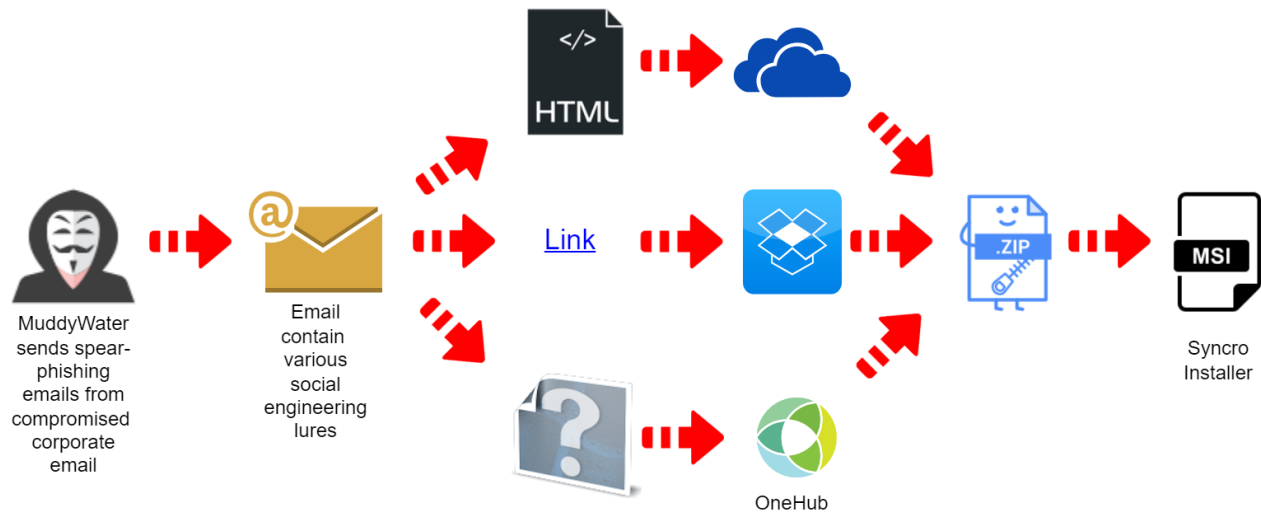 </>
HTML
Link
@
.ZIP
MSI
?
MuddyWater
sends spear-
phishing
emails from
compromised
corporate
email
Email
contain
various
social
engineering
lures
OneHub
Syncro
Installer